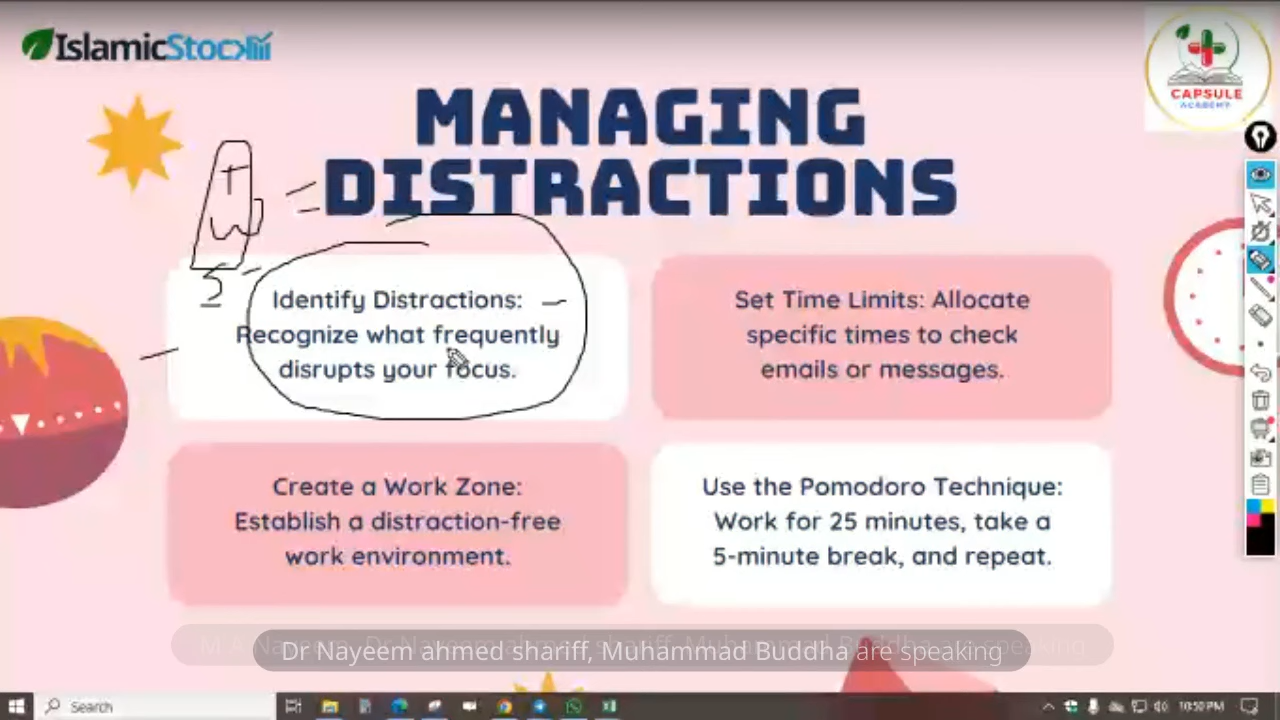 IslamicStock
CAPSULE
ACADEMY
MANAGING
DISTRACTIONS
T
W
5
Identify Distractions:
Recognize what frequently
disrupts your focus.
Set Time Limits: Allocate
specific times to check
emails or messages.
Create a Work Zone:
Establish a distraction-free
work environment.
Use the Pomodoro Technique:
Work for 25 minutes, take a
5-minute break, and repeat.
Dr Nayeem ahmed shariff, Muhammad Buddha are speaking
Search
10:50 PM